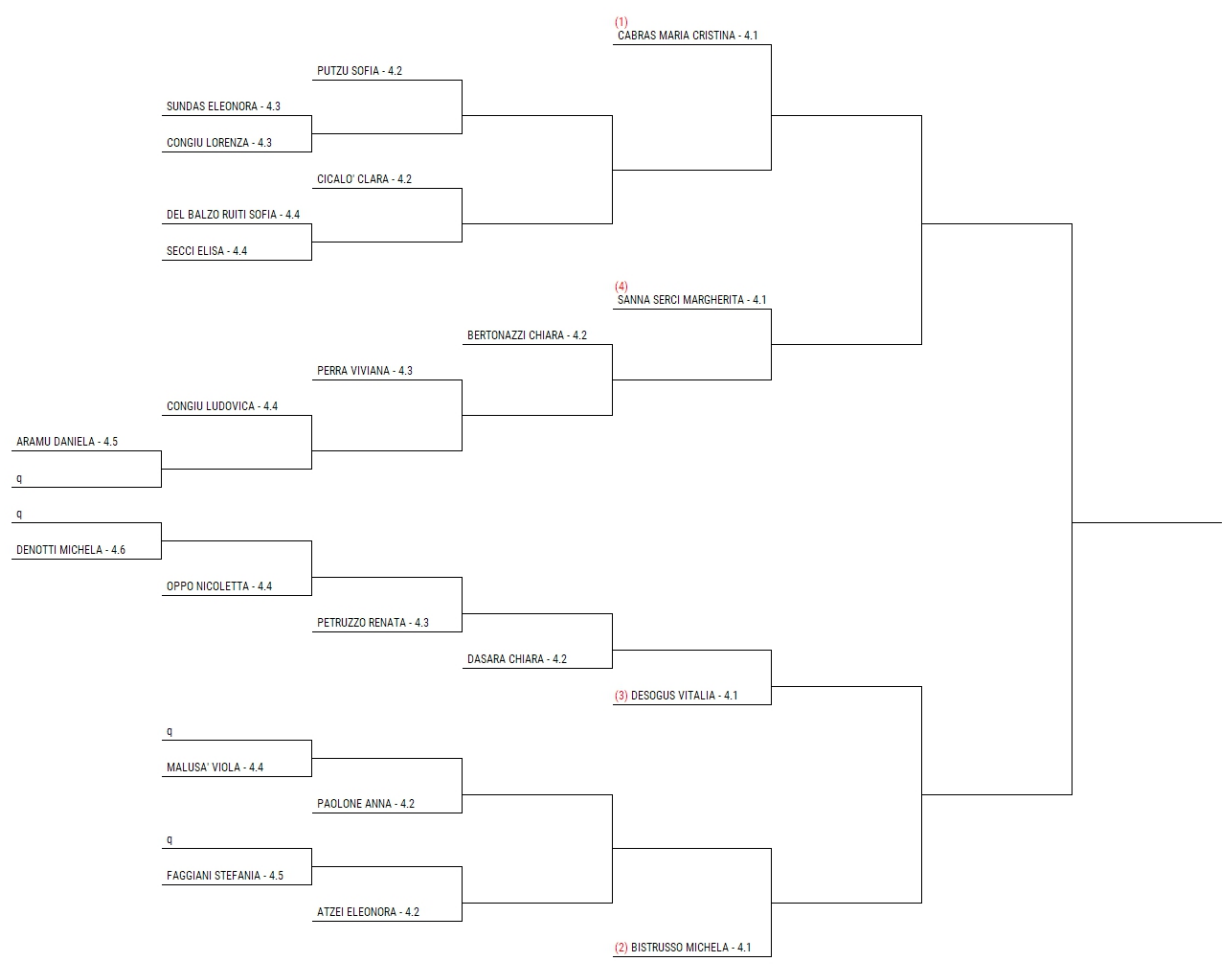 (1)
CABRAS MARIA CRISTINA - 4.1
PUTZU SOFIA - 4.2
SUNDAS ELEONORA - 4.3
CONGIU LORENZA - 4.3
CICALO' CLARA - 4.2
DEL BALZO RUITI SOFIA - 4.4
SECCI ELISA - 4.4
(4)
SANNA SERCI MARGHERITA - 4.1
BERTONAZZI CHIARA - 4.2
PERRA VIVIANA - 4.3
CONGIU LUDOVICA - 4.4
ARAMU DANIELA - 4.5
q
q
DENOTTI MICHELA - 4.6
OPPO NICOLETTA - 4.4
PETRUZZO RENATA - 4.3
DASARA CHIARA - 4.2
(3) DESOGUS VITALIA - 4.1
q
MALUSA' VIOLA - 4.4
PAOLONE ANNA - 4.2
q
FAGGIANI STEFANIA - 4.5
ATZEI ELEONORA - 4.2
(2) BISTRUSSO MICHELA - 4.1